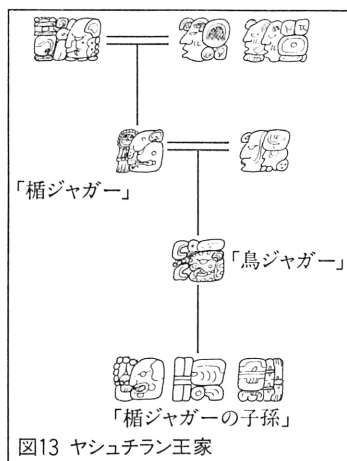 「楯ジャガー」
「鳥ジャガー」
「楯ジャガーの子孫」
図13 ヤシュチラン王家